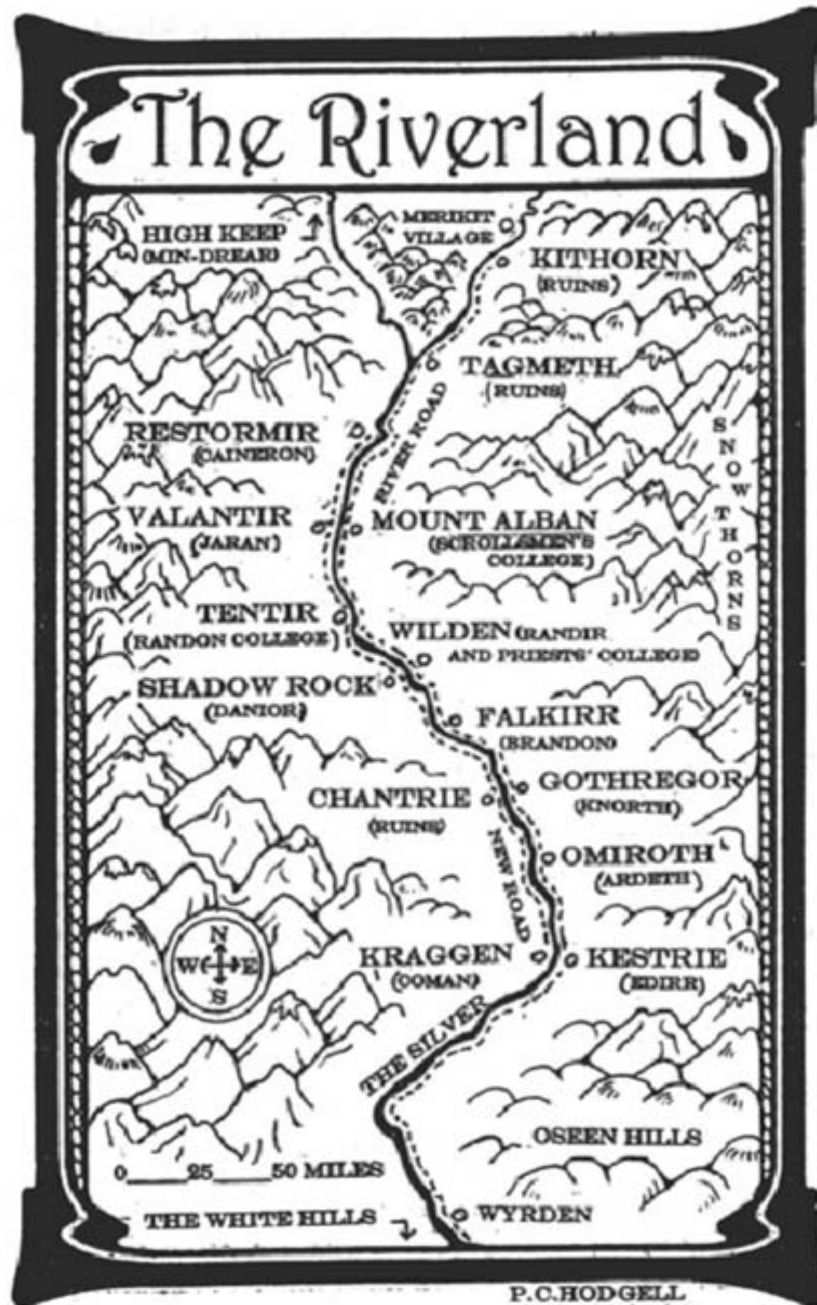 The Riverland
HIGH KEEP
(MIN-DREAR)
MERIKIT
VILLAGE
KITHORN
(RUINS)
TAGMETH
(RUINS)
RIVER ROAD
RESTORMIR
(CAINERON)
SNOWTHORNS
VALANTIR
(JARAN)
MOUNT ALBAN
(SCROLLSMEN'S
COLLEGE)
TENTIR
(RANDON COLLEGE)
WILDEN (RANDIR
AND PRIESTS' COLLEGE)
SHADOW ROCK
(DANIOR)
FALKIRR
(BRANDON)
GOTHREGOR
(KNORTH)
CHANTRIE
(RUINS)
NEW ROAD
OMIROTH
(ARDETH)
N
W E
S
KRAGGEN
(COMAN)
KESTRIE
(EDIRR)
THE SILVER
OSEEN HILLS
0 25 50 MILES
THE WHITE HILLS
WYRDEN
P.C.HODGELL